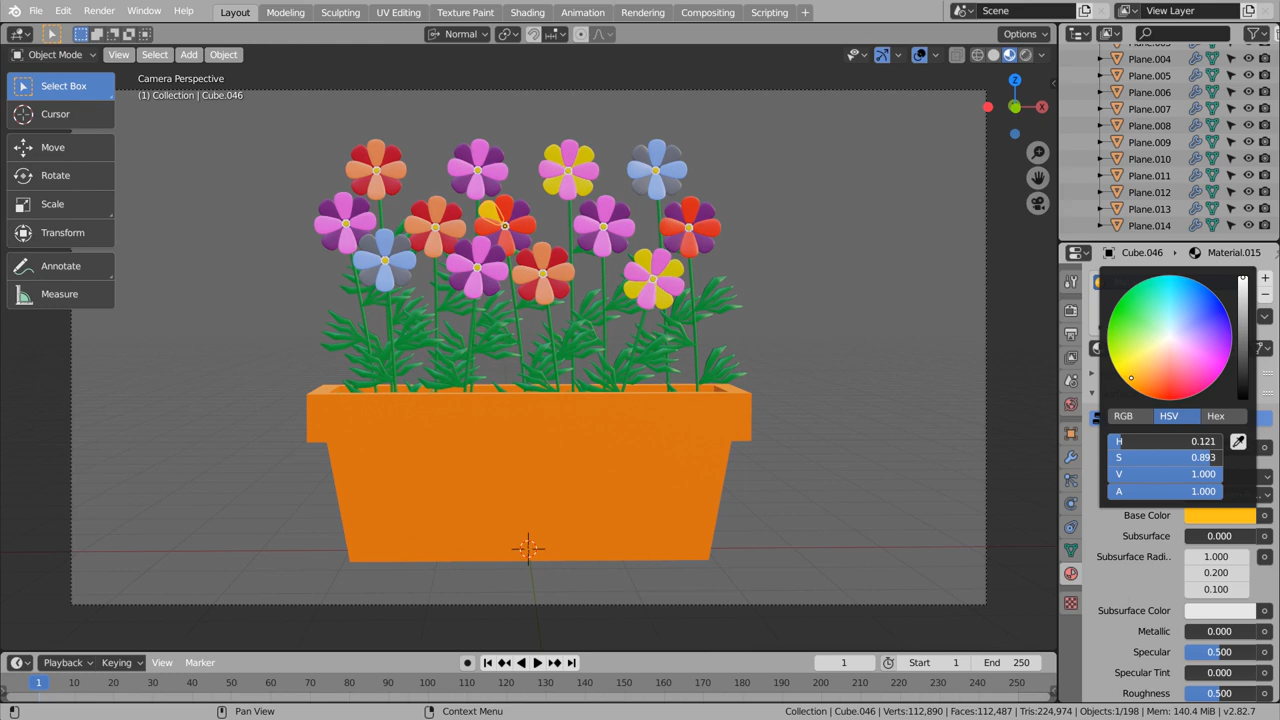 File Edit Render Window Help Layout Modeling Sculpting UV Editing Texture Paint Shading Animation Rendering Compositing Scripting + Scene View Layer
Normal Options
Object Mode View Select Add Object
Select Box
Cursor
Move
Rotate
Scale
Transform
Annotate
Measure
Camera Perspective
(1) Collection | Cube.046
Z
X
Plane.004
Plane.005
Plane.006
Plane.007
Plane.008
Plane.009
Plane.010
Plane.011
Plane.012
Plane.013
Plane.014
Cube.046 Material.015
RGB HSV Hex
H 0.121
S 0.893
V 1.000
A 1.000
Base Color
Subsurface 0.000
Subsurface Radi.. 1.000
0.200
0.100
Subsurface Color
Metallic 0.000
Specular 0.500
Specular Tint 0.000
Roughness 0.500
Playback Keying View Marker 1 Start 1 End 250
1 10 20 30 40 50 60 70 80 90 100 110 120 130 140 150 160 170 180 190 200 210 220 230 240 250
Pan View Context Menu Collection | Cube.046 | Verts:112,890 | Faces:112,487 | Tris:224,974 | Objects:1/198 | Mem: 140.4 MiB | v2.82.7